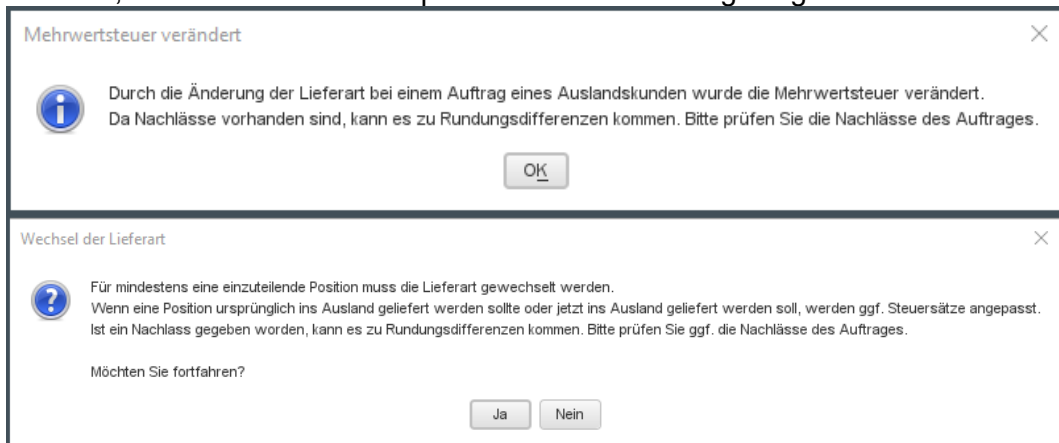 Mehrwertsteuer verändert
Durch die Änderung der Lieferart bei einem Auftrag eines Auslandskunden wurde die Mehrwertsteuer verändert.
Da Nachlässe vorhanden sind, kann es zu Rundungsdifferenzen kommen. Bitte prüfen Sie die Nachlässe des Auftrages.
OK
Wechsel der Lieferart
Für mindestens eine einzuteilende Position muss die Lieferart gewechselt werden.
Wenn eine Position ursprünglich ins Ausland geliefert werden sollte oder jetzt ins Ausland geliefert werden soll, werden ggf. Steuersätze angepasst.
Ist ein Nachlass gegeben worden, kann es zu Rundungsdifferenzen kommen. Bitte prüfen Sie ggf. die Nachlässe des Auftrages.
Möchten Sie fortfahren?
Ja Nein